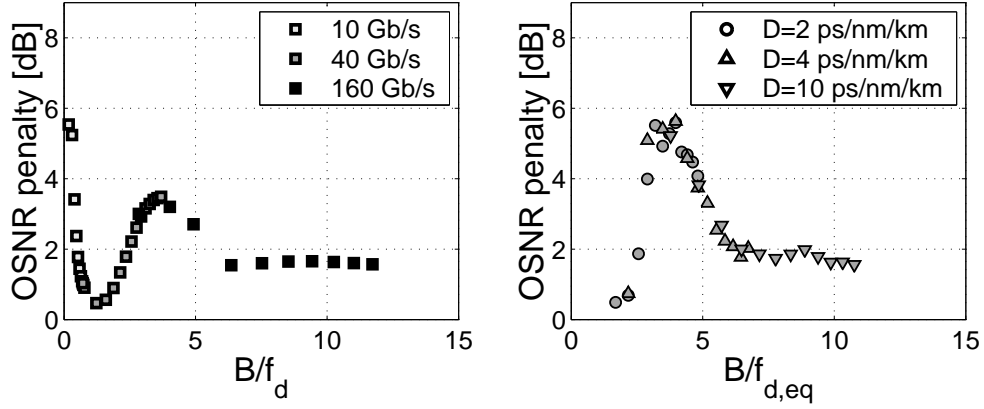 OSNR penalty [dB]
8
6
4
2
0
0 5 10 15
B/f_d
10 Gb/s
40 Gb/s
160 Gb/s
OSNR penalty [dB]
8
6
4
2
0
0 5 10 15
B/f_d,eq
D=2 ps/nm/km
D=4 ps/nm/km
D=10 ps/nm/km